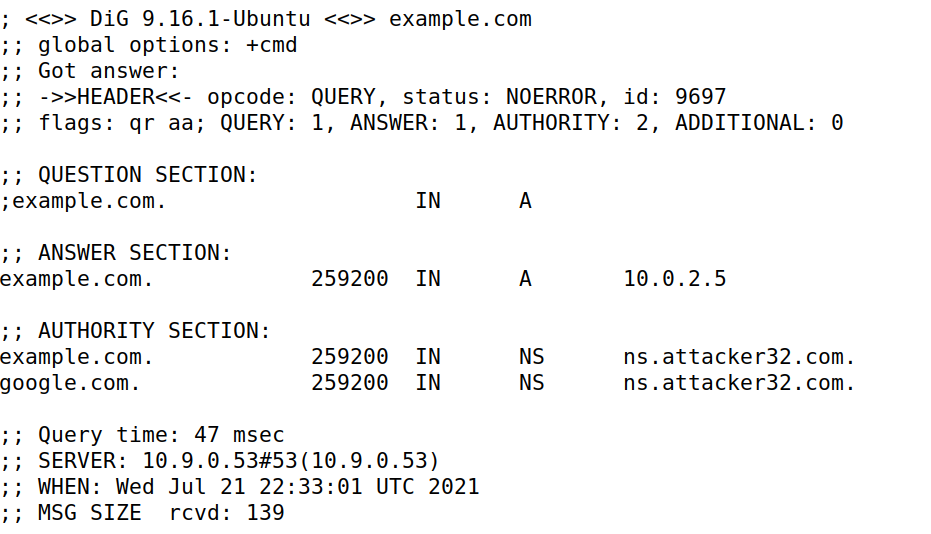 ; <<>> DiG 9.16.1-Ubuntu <<>> example.com
;; global options: +cmd
;; Got answer:
;; ->>HEADER<<- opcode: QUERY, status: NOERROR, id: 9697
;; flags: qr aa; QUERY: 1, ANSWER: 1, AUTHORITY: 2, ADDITIONAL: 0
;; QUESTION SECTION:
;example.com. IN A
;; ANSWER SECTION:
example.com. 259200 IN A 10.0.2.5
;; AUTHORITY SECTION:
example.com. 259200 IN NS ns.attacker32.com.
google.com. 259200 IN NS ns.attacker32.com.
;; Query time: 47 msec
;; SERVER: 10.9.0.53#53(10.9.0.53)
;; WHEN: Wed Jul 21 22:33:01 UTC 2021
;; MSG SIZE  rcvd: 139